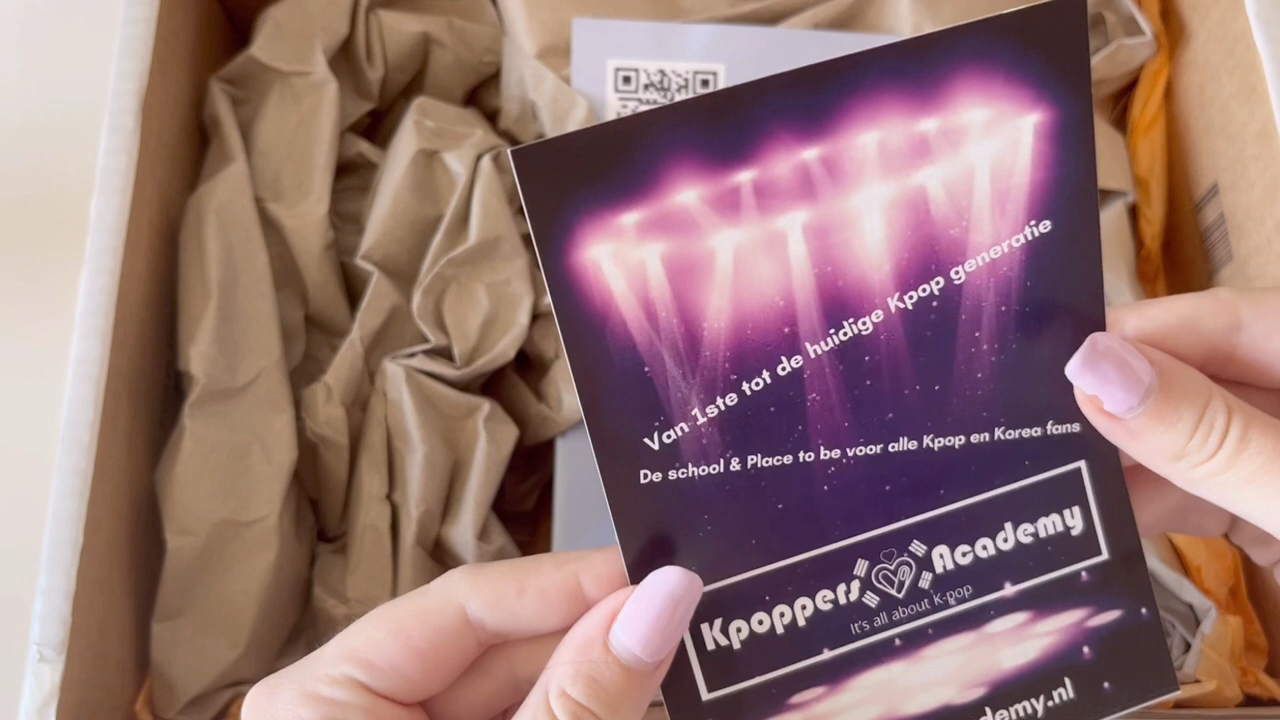 Van 1ste tot de huidige Kpop generatie
De school & Place to be voor alle Kpop en Korea fans
Kpoppers Academy
It's all about K-pop
demy.nl